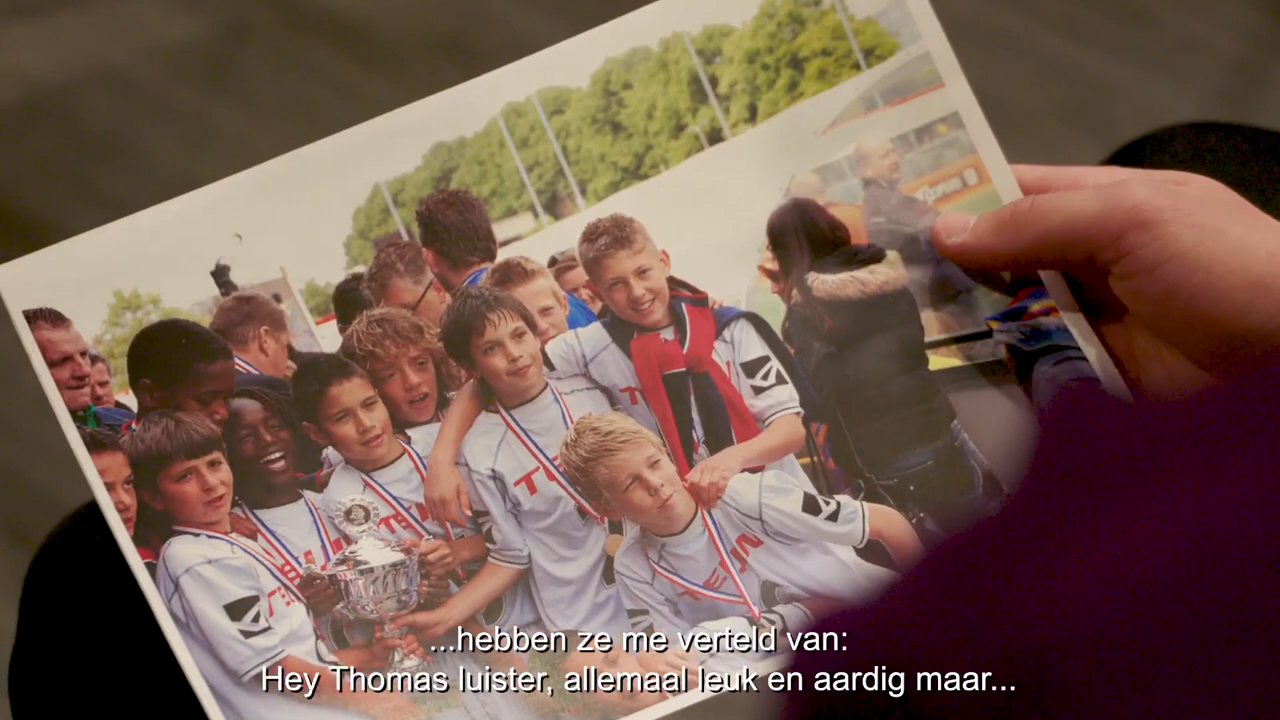 ...hebben ze me verteld van:
Hey Thomas luister, allemaal leuk en aardig maar...